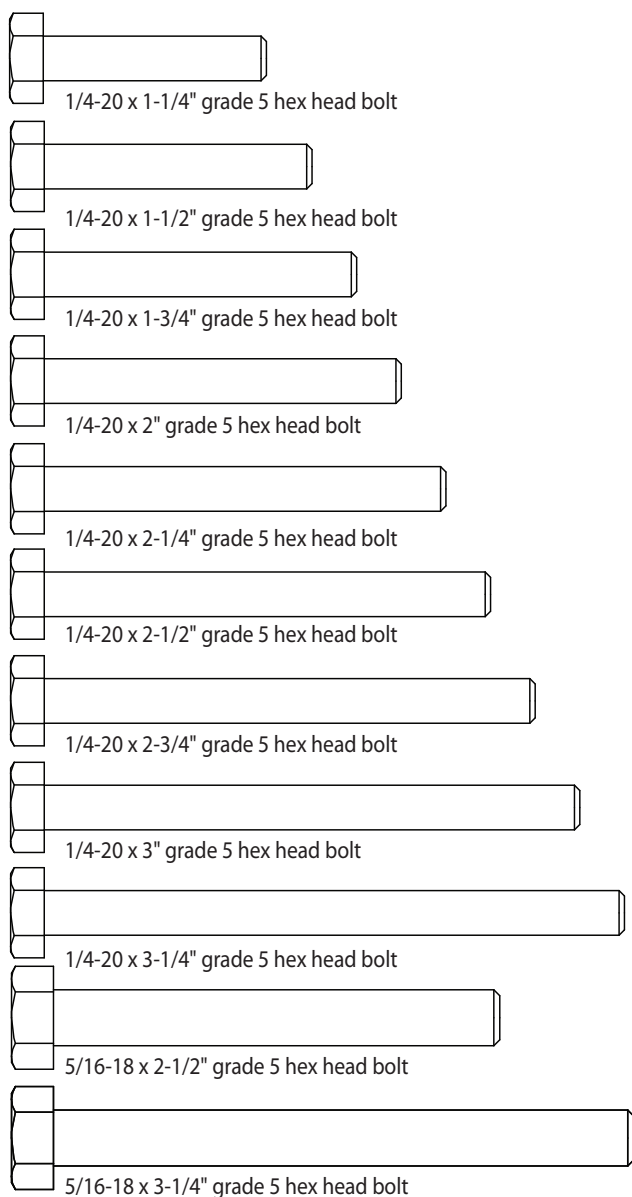 1/4-20 x 1-1/4" grade 5 hex head bolt
1/4-20 x 1-1/2" grade 5 hex head bolt
1/4-20 x 1-3/4" grade 5 hex head bolt
1/4-20 x 2" grade 5 hex head bolt
1/4-20 x 2-1/4" grade 5 hex head bolt
1/4-20 x 2-1/2" grade 5 hex head bolt
1/4-20 x 2-3/4" grade 5 hex head bolt
1/4-20 x 3" grade 5 hex head bolt
1/4-20 x 3-1/4" grade 5 hex head bolt
5/16-18 x 2-1/2" grade 5 hex head bolt
5/16-18 x 3-1/4" grade 5 hex head bolt